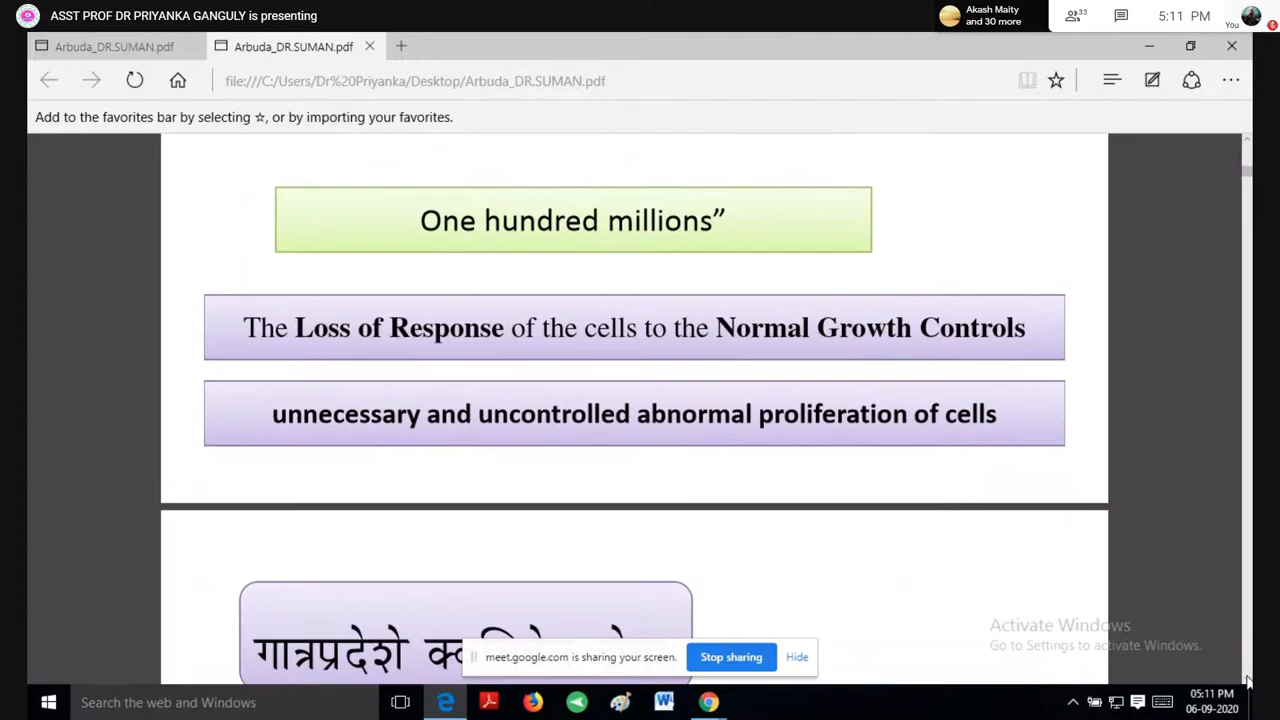 ASST PROF DR PRIYANKA GANGULY is presenting
Akash Maity
and 30 more
33
5:11 PM
You
Arbuda_DR.SUMAN.pdf
Arbuda_DR.SUMAN.pdf
file:///C:/Users/Dr%20Priyanka/Desktop/Arbuda_DR.SUMAN.pdf
Add to the favorites bar by selecting ☆, or by importing your favorites.
One hundred millions”
The Loss of Response of the cells to the Normal Growth Controls
unnecessary and uncontrolled abnormal proliferation of cells
गात्रप्रदेशे
meet.google.com is sharing your screen.
Stop sharing
Hide
Activate Windows
Go to Settings to activate Windows.
Search the web and Windows
05:11 PM
06-09-2020